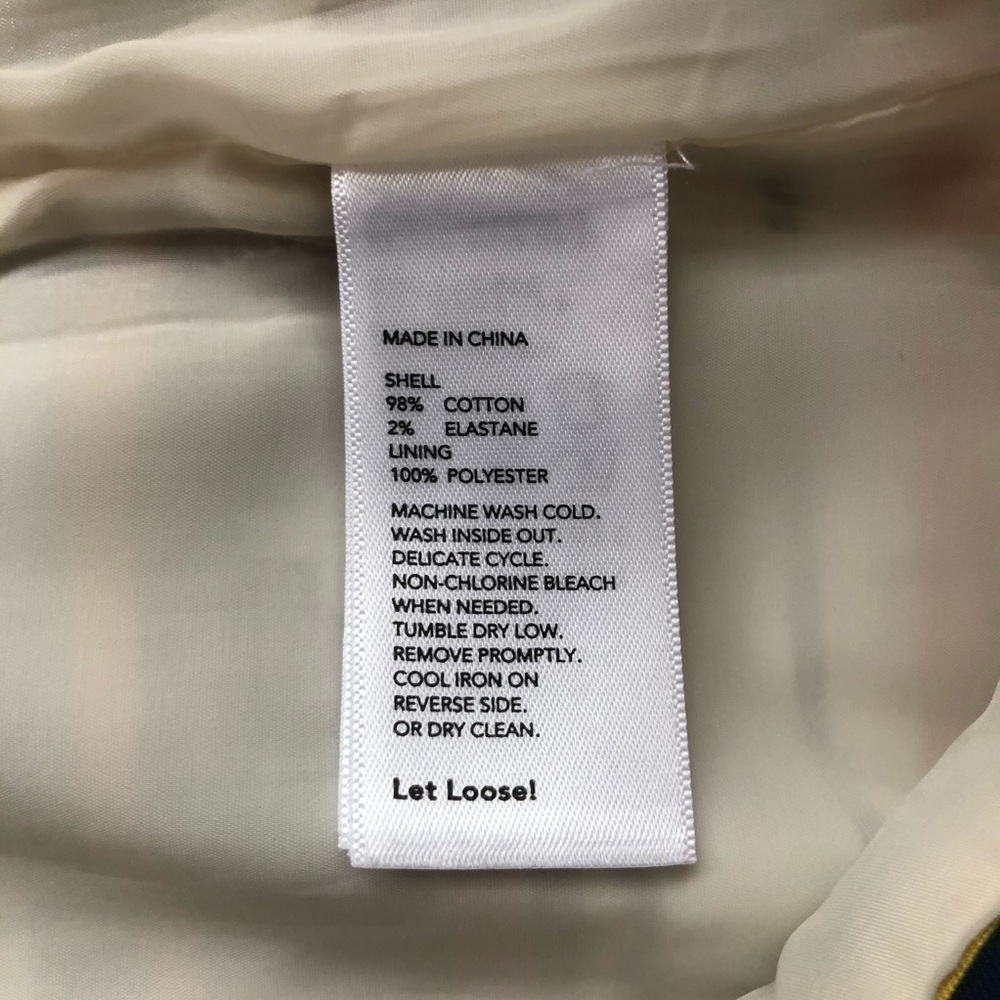 MADE IN CHINA
SHELL
98% COTTON
2% ELASTANE
LINING
100% POLYESTER
MACHINE WASH COLD.
WASH INSIDE OUT.
DELICATE CYCLE.
NON-CHLORINE BLEACH
WHEN NEEDED.
TUMBLE DRY LOW.
REMOVE PROMPTLY.
COOL IRON ON
REVERSE SIDE.
OR DRY CLEAN.
Let Loose!